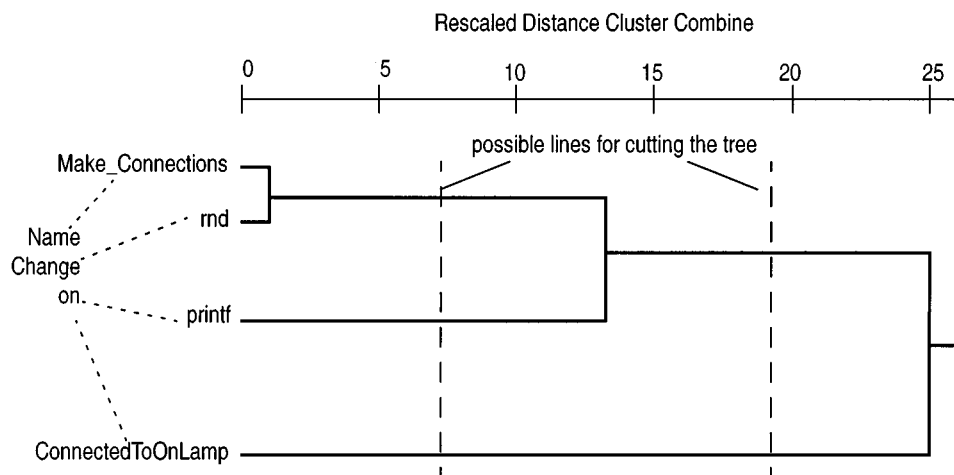 Rescaled Distance Cluster Combine
0 5 10 15 20 25
possible lines for cutting the tree
Make_Connections
rnd
Name
Change
on
printf
ConnectedToOnLamp